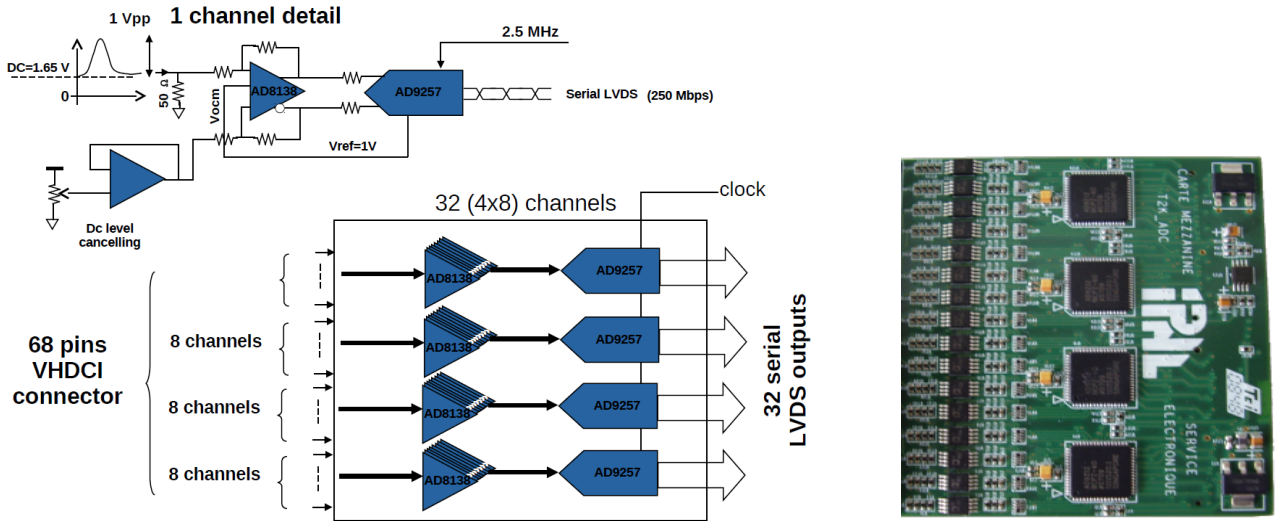 1 Vpp
1 channel detail
DC=1.65 V
0
50 Ω
Vocm
AD8138
2.5 MHz
AD9257
Serial LVDS (250 Mbps)
Vref=1V
Dc level
cancelling
clock
32 (4x8) channels
AD8138
AD9257
8 channels
AD8138
AD9257
68 pins
VHDCI
connector
8 channels
AD8138
AD9257
8 channels
AD8138
AD9257
32 serial
LVDS outputs
CARTE MEZZANINE
T2K_ADC
IPNL
SERVICE
ELECTRONIQUE